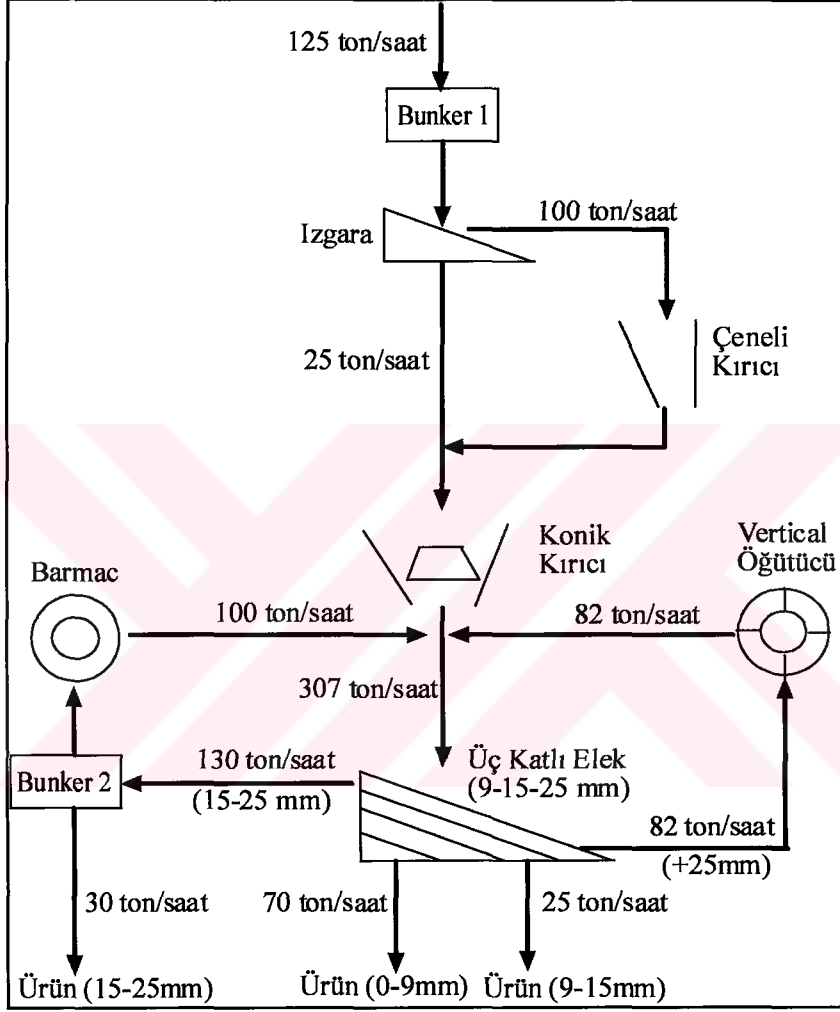 125 ton/saat
Bunker 1
Izgara
100 ton/saat
25 ton/saat
Çeneli
Kırıcı
Konik
Kırıcı
Vertical
Öğütücü
Barmac
100 ton/saat
82 ton/saat
307 ton/saat
130 ton/saat
(15-25 mm)
Bunker 2
Üç Katlı Elek
(9-15-25 mm)
82 ton/saat
(+25mm)
30 ton/saat
70 ton/saat
25 ton/saat
Ürün (15-25mm)
Ürün (0-9mm)
Ürün (9-15mm)